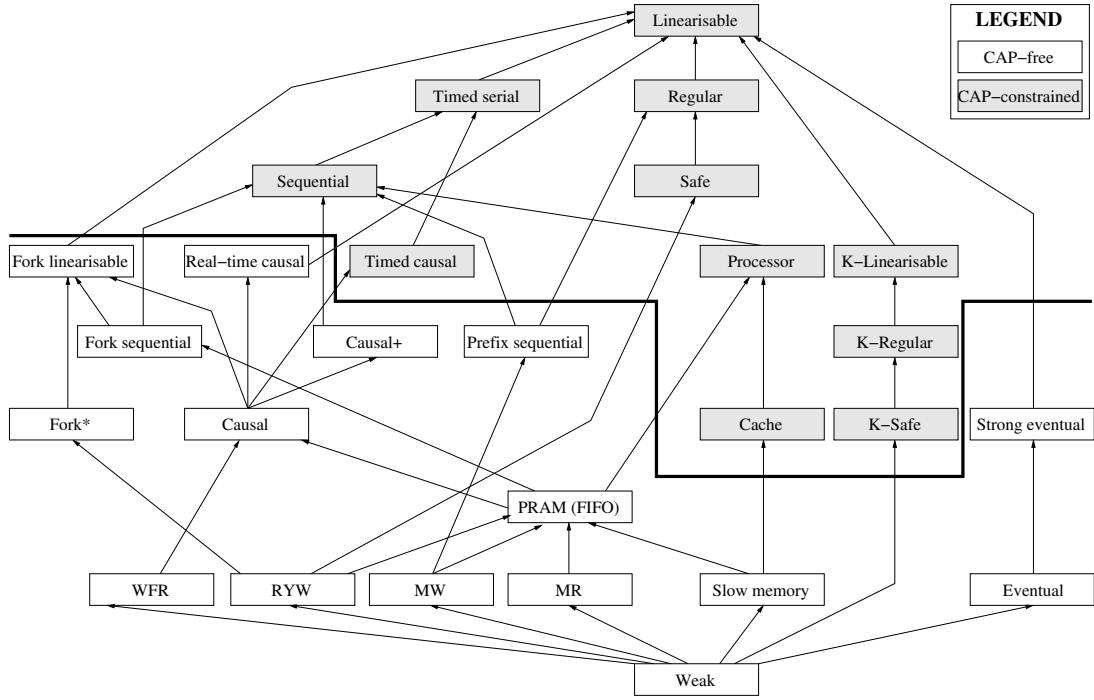 Linearisable
LEGEND
CAP−free
CAP−constrained
Timed serial
Regular
Sequential
Safe
Fork linearisable
Real−time causal
Timed causal
Processor
K−Linearisable
Fork sequential
Causal+
Prefix sequential
K−Regular
Fork*
Causal
Cache
K−Safe
Strong eventual
PRAM (FIFO)
WFR
RYW
MW
MR
Slow memory
Eventual
Weak